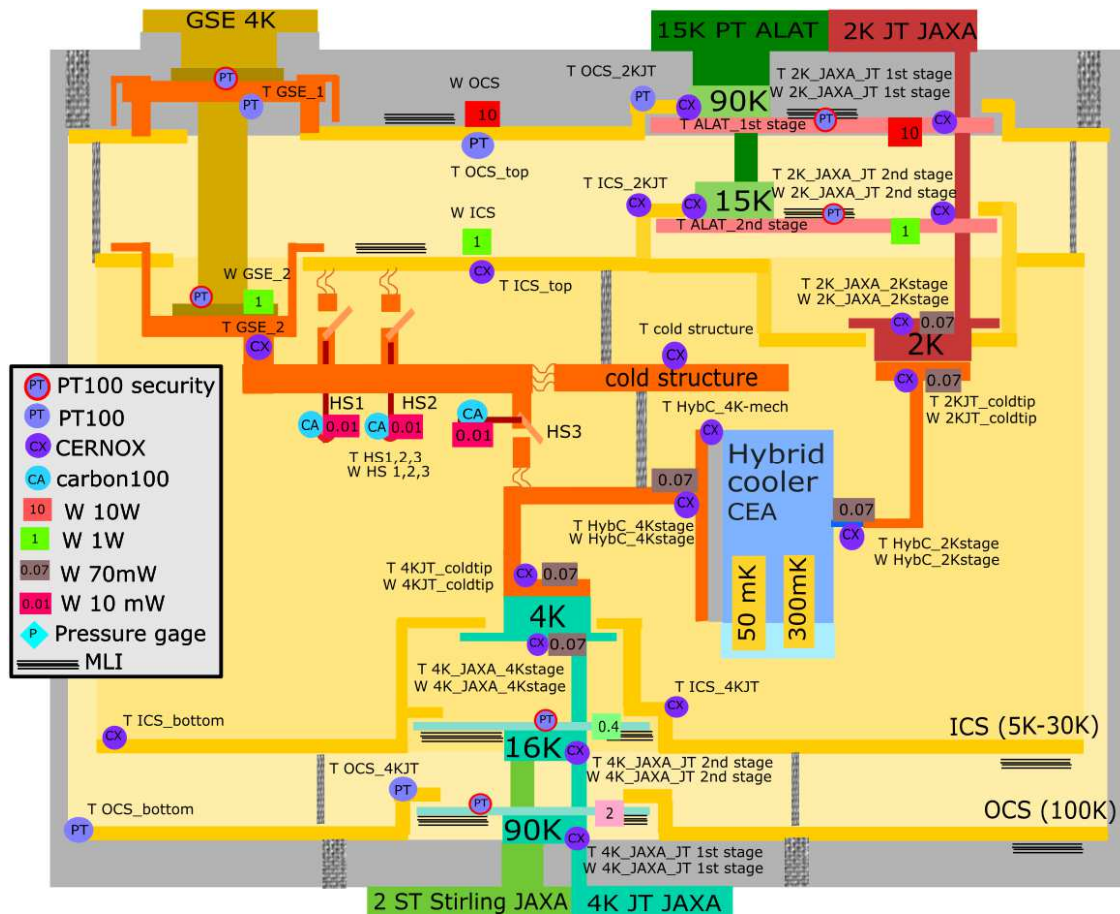 GSE 4K
15K PT ALAT
2K JT JAXA
PT
T GSE_1
PT
W OCS
10
PT
T OCS_top
T OCS_2KJT
PT
CX
90K
T 2K_JAXA_JT 1st stage
W 2K_JAXA_JT 1st stage
PT
T ALAT_1st stage
10
CX
T ICS_2KJT
CX
CX
15K
T 2K_JAXA_JT 2nd stage
W 2K_JAXA_JT 2nd stage
PT
CX
T ALAT_2nd stage
1
W ICS
1
CX
T ICS_top
W GSE_2
PT
1
T GSE_2
CX
T 2K_JAXA_2Kstage
W 2K_JAXA_2Kstage
CX
0.07
2K
T cold structure
CX
cold structure
CX
0.07
T 2KJT_coldtip
W 2KJT_coldtip
PT
PT100 security
PT
PT100
CX
CERNOX
CA
carbon100
10
W 10W
1
W 1W
0.07
W 70mW
0.01
W 10 mW
P
Pressure gage
MLI
HS1
HS2
CA
0.01
CA
0.01
CA
0.01
HS3
T HS1,2,3
W HS 1,2,3
T HybC_4K-mech
CX
Hybrid
cooler
CEA
0.07
CX
T HybC_4Kstage
W HybC_4Kstage
0.07
CX
T HybC_2Kstage
W HybC_2Kstage
50 mK
300mK
T 4KJT_coldtip
W 4KJT_coldtip
CX
0.07
4K
CX
0.07
T 4K_JAXA_4Kstage
W 4K_JAXA_4Kstage
T ICS_4KJT
CX
T ICS_bottom
CX
PT
0.4
16K
CX
ICS (5K-30K)
T 4K_JAXA_JT 2nd stage
W 4K_JAXA_JT 2nd stage
T OCS_4KJT
PT
T OCS_bottom
PT
PT
2
OCS (100K)
90K
CX
T 4K_JAXA_JT 1st stage
W 4K_JAXA_JT 1st stage
2 ST Stirling JAXA
4K JT JAXA